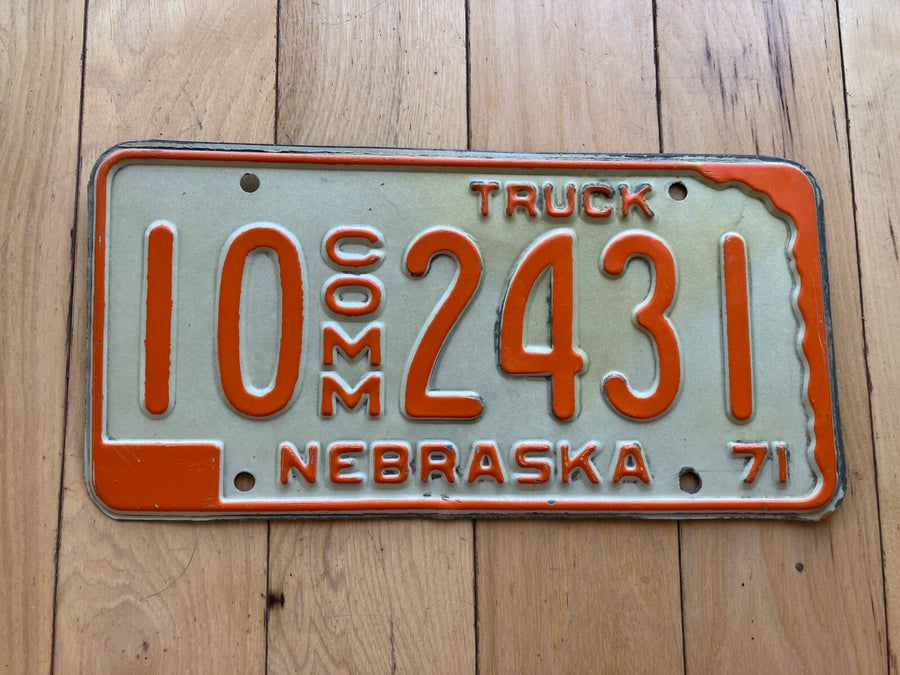 TRUCK
10 COMM 2431
NEBRASKA 71